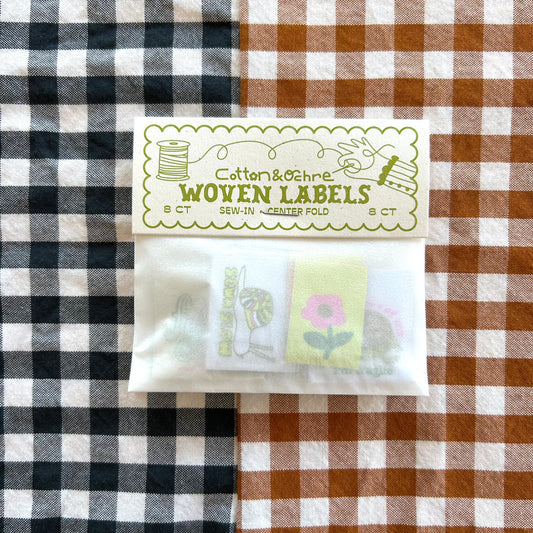 Cotton&Ochre
WOVEN LABELS
8 CT SEW-IN CENTER FOLD 8 CT